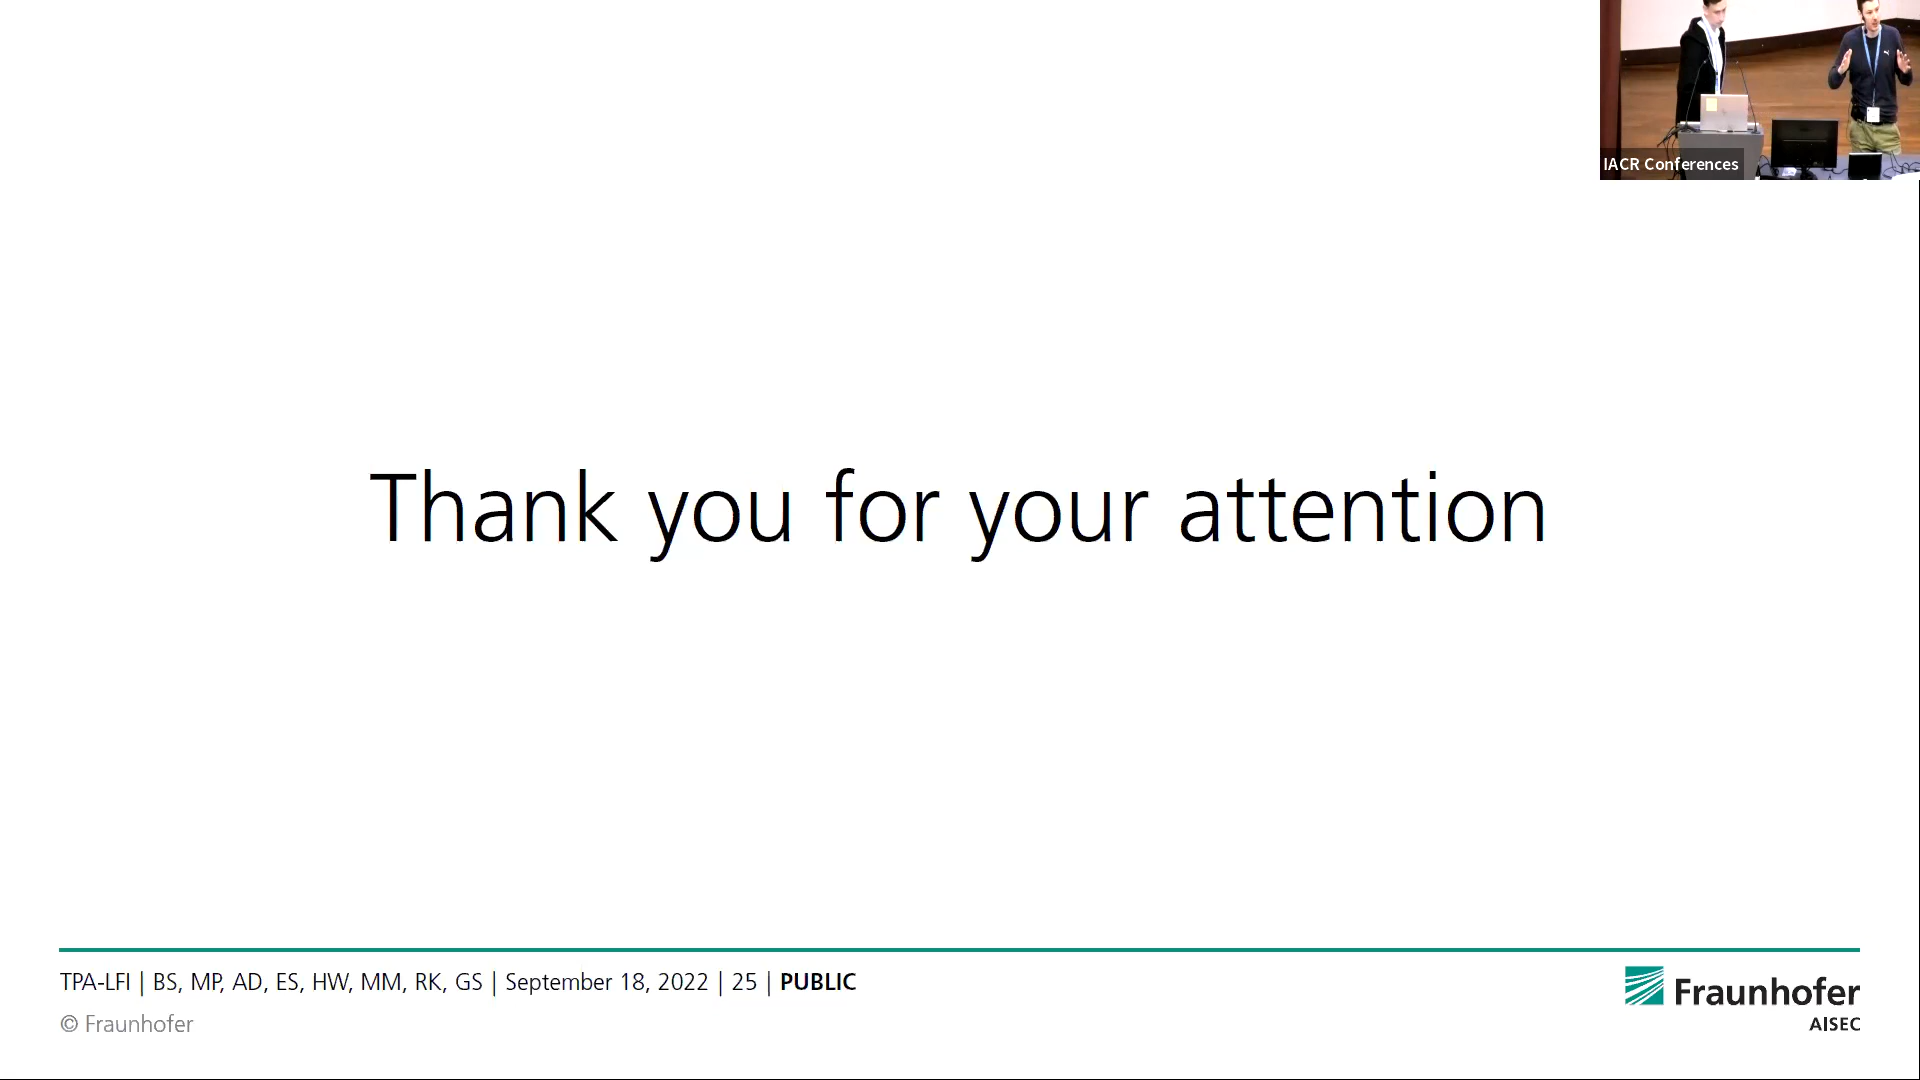 IACR Conferences
Thank you for your attention
TPA-LFI | BS, MP, AD, ES, HW, MM, RK, GS | September 18, 2022 | 25 | PUBLIC
© Fraunhofer
Fraunhofer
AISEC